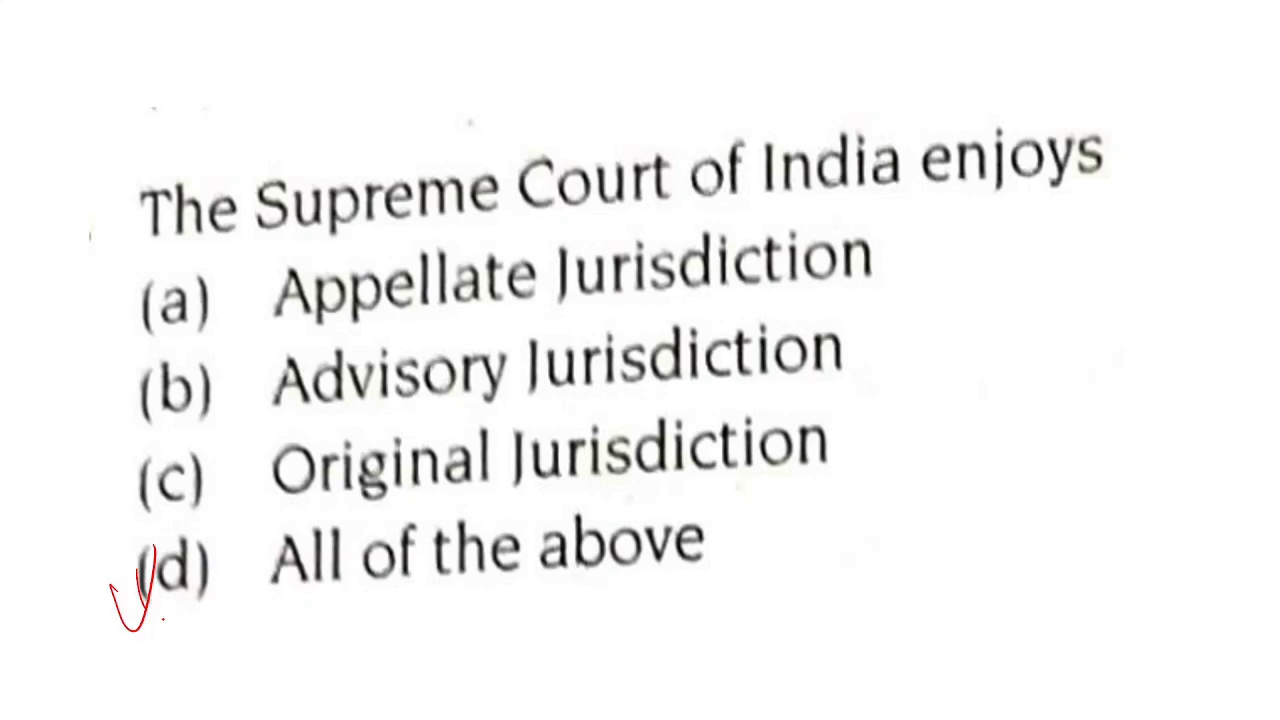 The Supreme Court of India enjoys
(a) Appellate Jurisdiction
(b) Advisory Jurisdiction
(c) Original Jurisdiction
(d) All of the above